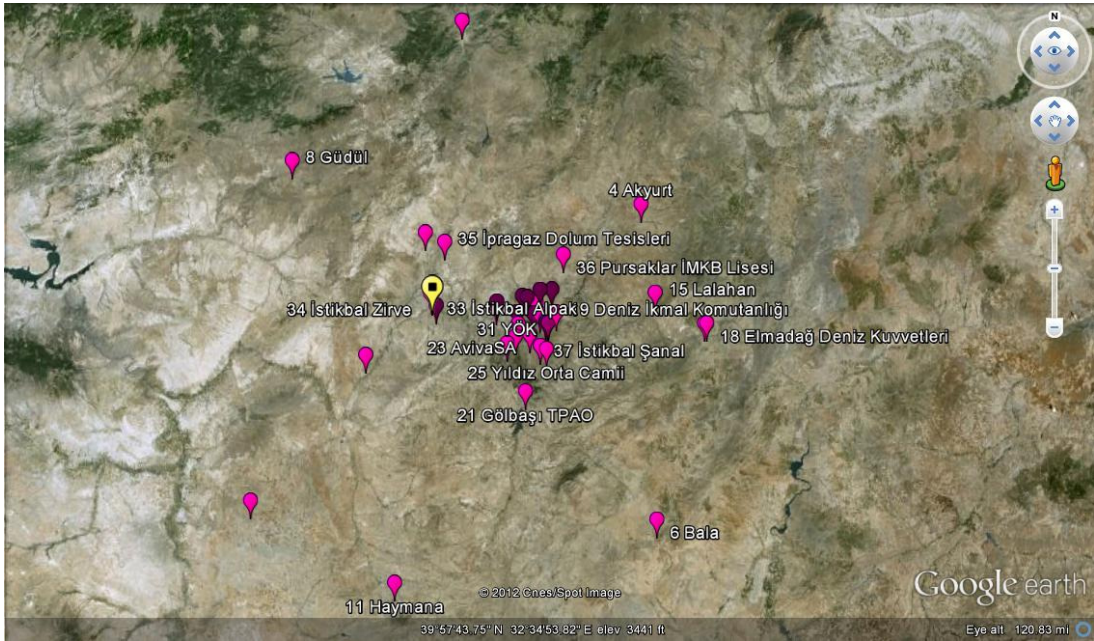 N
8 Güdül
4 Akyurt
35 İpragaz Dolum Tesisleri
36 Pursaklar İMKB Lisesi
15 Lalahan
34 İstikbal Zirve
33 İstikbal Alpak
9 Deniz İkmal Komutanlığı
31 YÖK
18 Elmadağ Deniz Kuvvetleri
23 AvivaSA
37 İstikbal Şanal
25 Yıldız Orta Camii
21 Gölbaşı TPAO
6 Bala
11 Haymana
© 2012 Cnes/Spot Image
Google earth
39°57'43.75" N 32°34'53.82" E elev 3441 ft
Eye alt 120.83 mi